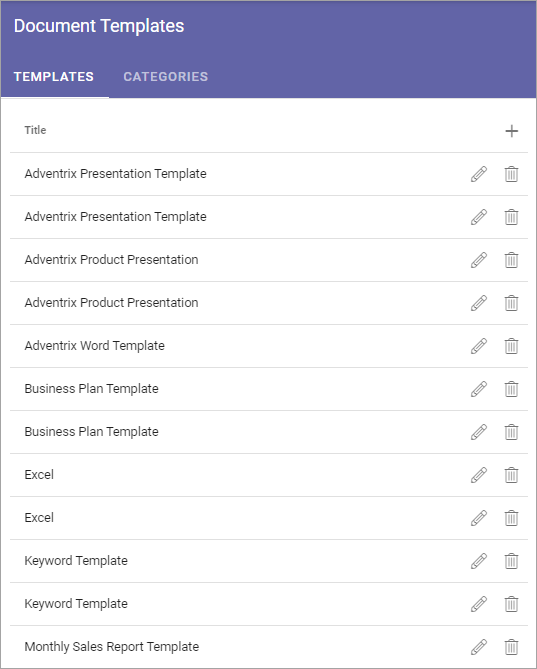 Document Templates
TEMPLATES CATEGORIES
Title
Adventrix Presentation Template
Adventrix Presentation Template
Adventrix Product Presentation
Adventrix Product Presentation
Adventrix Word Template
Business Plan Template
Business Plan Template
Excel
Excel
Keyword Template
Keyword Template
Monthly Sales Report Template